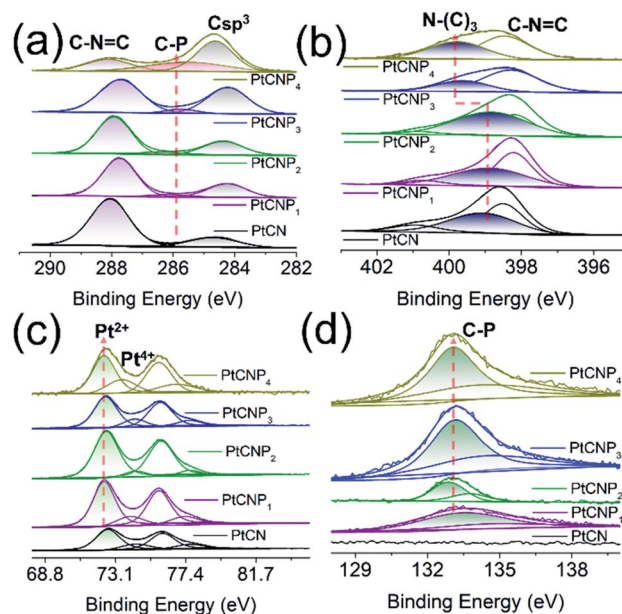 (a)
C-N=C
C-P
Csp³
PtCNP₄
PtCNP₃
PtCNP₂
PtCNP₁
PtCN
290 288 286 284 282
Binding Energy (eV)
(b)
N-(C)₃
C-N=C
PtCNP₄
PtCNP₃
PtCNP₂
PtCNP₁
PtCN
402 400 398 396
Binding Energy (eV)
(c)
Pt²⁺
Pt⁴⁺
PtCNP₄
PtCNP₃
PtCNP₂
PtCNP₁
PtCN
68.8 73.1 77.4 81.7
Binding Energy (eV)
(d)
C-P
PtCNP₄
PtCNP₃
PtCNP₂
PtCNP₁
PtCN
129 132 135 138
Binding Energy (eV)